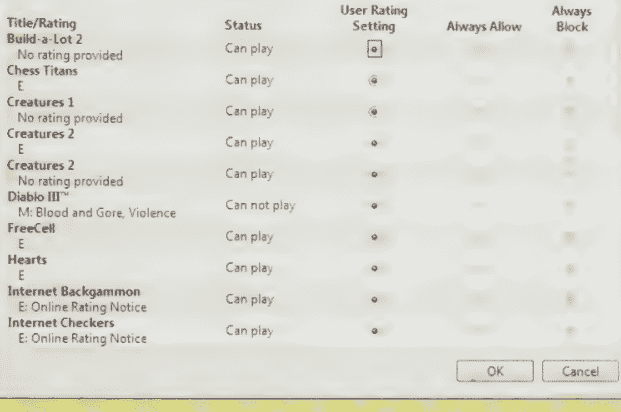 Title/Rating Status User Rating Setting Always Allow Always Block
Build-a-Lot 2 Can play
No rating provided
Chess Titans Can play
E
Creatures 1 Can play
No rating provided
Creatures 2 Can play
E
Creatures 2 Can play
No rating provided
Diablo III™ Can not play
M: Blood and Gore, Violence
FreeCell Can play
E
Hearts Can play
E
Internet Backgammon Can play
E: Online Rating Notice
Internet Checkers Can play
E: Online Rating Notice
OK Cancel